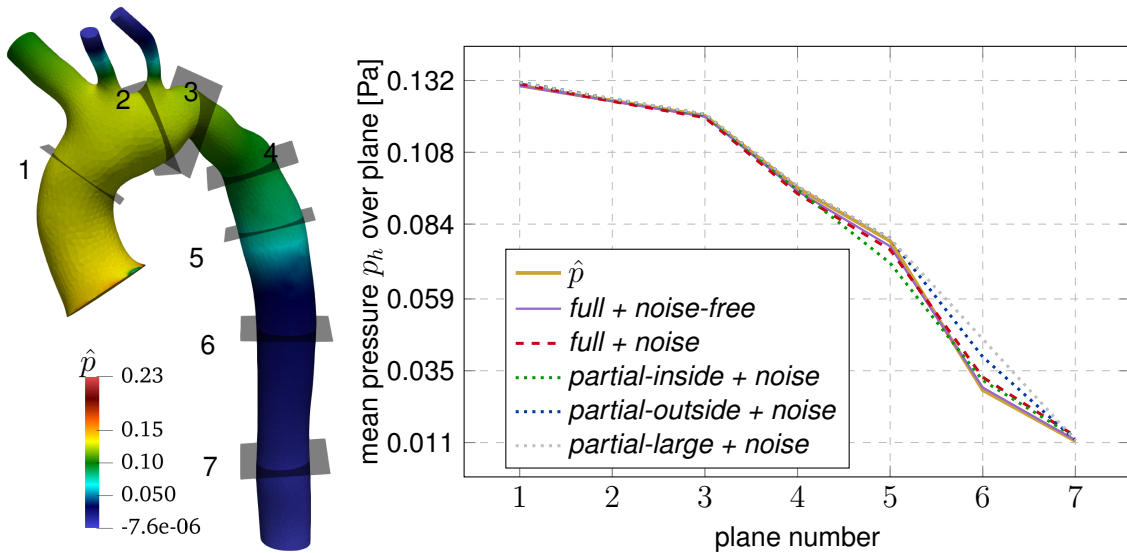 1
2
3
4
5
6
7
p̂
0.23
0.15
0.10
0.050
-7.6e-06
mean pressure pₕ over plane [Pa]
0.132
0.108
0.084
0.059
0.035
0.011
p̂
full + noise-free
full + noise
partial-inside + noise
partial-outside + noise
partial-large + noise
1 2 3 4 5 6 7
plane number